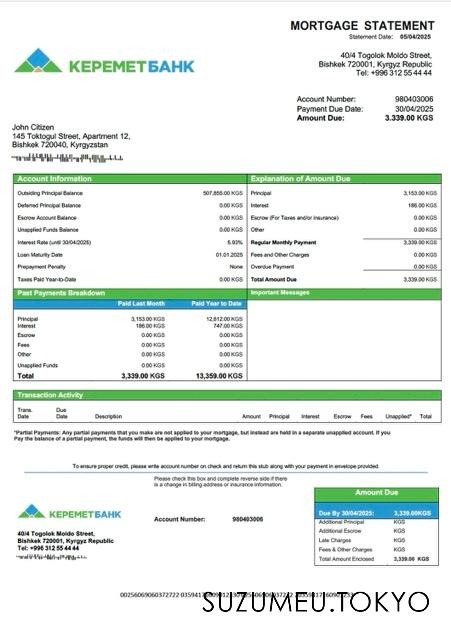 MORTGAGE STATEMENT
Statement Date: 05/04/2025
КЕРЕМЕТБАНК
40/4 Togolok Moldo Street,
Bishkek 720001, Kyrgyz Republic
Tel: +996 312 55 44 44
Account Number: 980403006
Payment Due Date: 30/04/2025
Amount Due: 3.339.00 KGS
John Citizen
145 Toktogul Street, Apartment 12,
Bishkek 720040, Kyrgyzstan
Account Information
Outsiding Principal Balance 507,855.00 KGS
Deferred Principal Balance 0.00 KGS
Escrow Account Balance 0.00 KGS
Unapplied Funds Balance 0.00 KGS
Interest Rate (until 30/04/2025) 5.93%
Loan Maturity Date 01.01.2025
Prepayment Penalty None
Taxes Paid Year-to-Date 0.00 KGS
Explanation of Amount Due
Principal 3,153.00 KGS
Interest 186.00 KGS
Escrow (For Taxes and/or insurance) 0.00 KGS
Other 0.00 KGS
Regular Monthly Payment 3,339.00 KGS
Fees and Other Charges 0.00 KGS
Overdue Payment 0.00 KGS
Total Amount Due 3,339.00 KGS
Past Payments Breakdown
Paid Last Month Paid Year to Date
Principal 3,153.00 KGS 12,612.00 KGS
Interest 186.00 KGS 747.00 KGS
Escrow 0.00 KGS 0.00 KGS
Fees 0.00 KGS 0.00 KGS
Other 0.00 KGS 0.00 KGS
Unapplied Funds 0.00 KGS 0.00 KGS
Total 3,339.00 KGS 13,359.00 KGS
Important Messages
Transaction Activity
Trans. Date Due Date Description Amount Principal Interest Escrow Fees Unapplied* Total
*Partial Payments: Any partial payments that you make are not applied to your mortgage, but instead are held in a separate unapplied account. If you
Pay the balance of a partial payment, the funds will then be applied to your mortgage.
To ensure proper credit, please write account number on check and return this stub along with your payment in envelope provided.
Please check this box and complete reverse side if there
is a change in billing address or insurance information.
КЕРЕМЕТБАНК
Account Number: 980403006
40/4 Togolok Moldo Street,
Bishkek 720001, Kyrgyz Republic
Tel: +996 312 55 44 44
Amount Due
Due By 30/04/2025: 3,339.00KGS
Additional Principal KGS
Additional Escrow KGS
Late Charges KGS
Fees & Other Charges KGS
Total Amount Enclosed 3,339.00 KGS
SUZUMEU.TOKYO